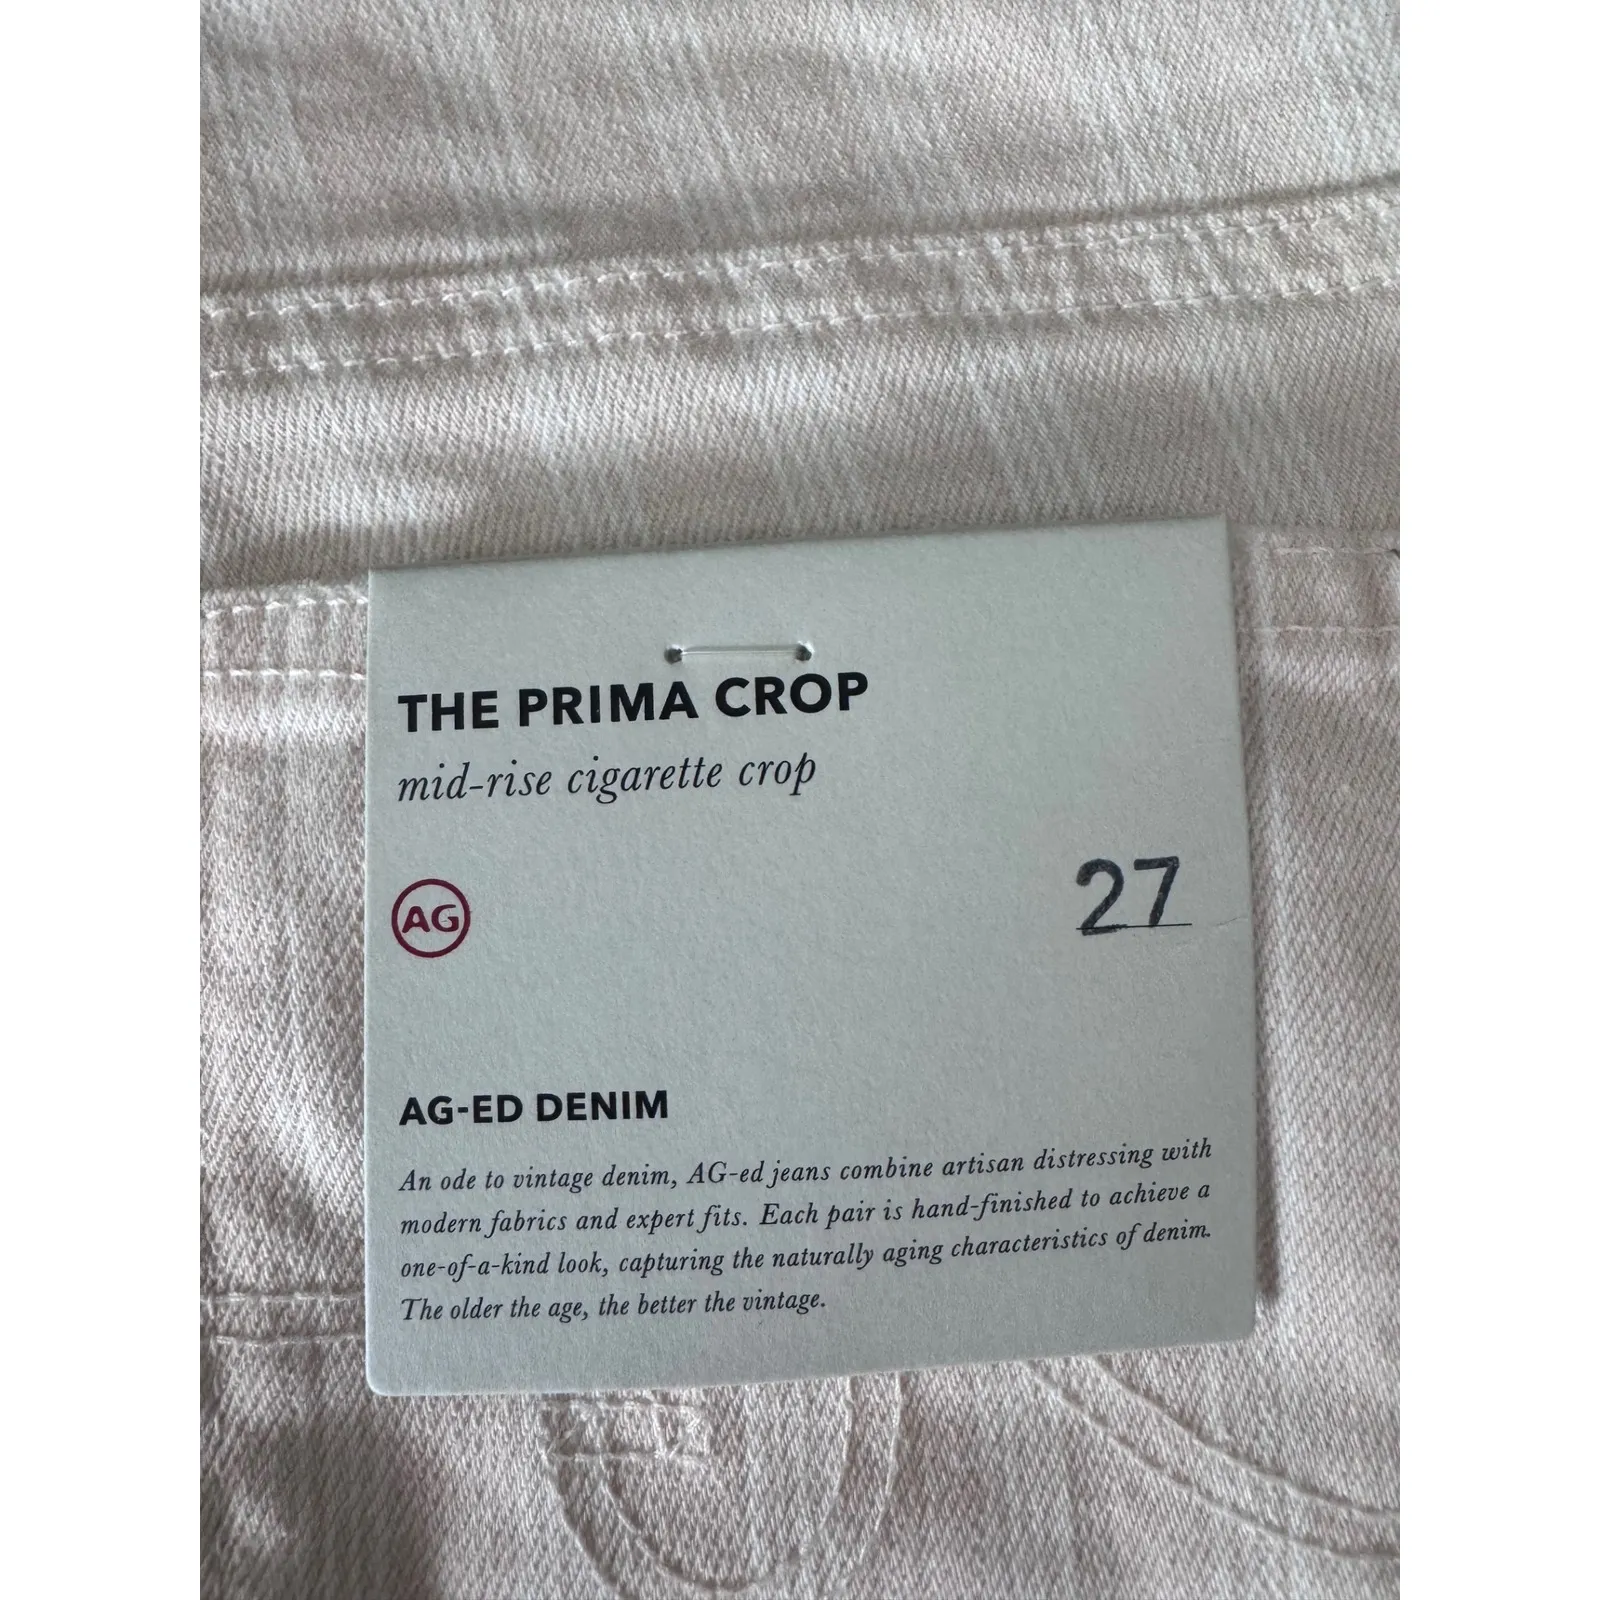 THE PRIMA CROP
mid-rise cigarette crop
AG
27
AG-ED DENIM
An ode to vintage denim, AG-ed jeans combine artisan distressing with
modern fabrics and expert fits. Each pair is hand-finished to achieve a
one-of-a-kind look, capturing the naturally aging characteristics of denim.
The older the age, the better the vintage.